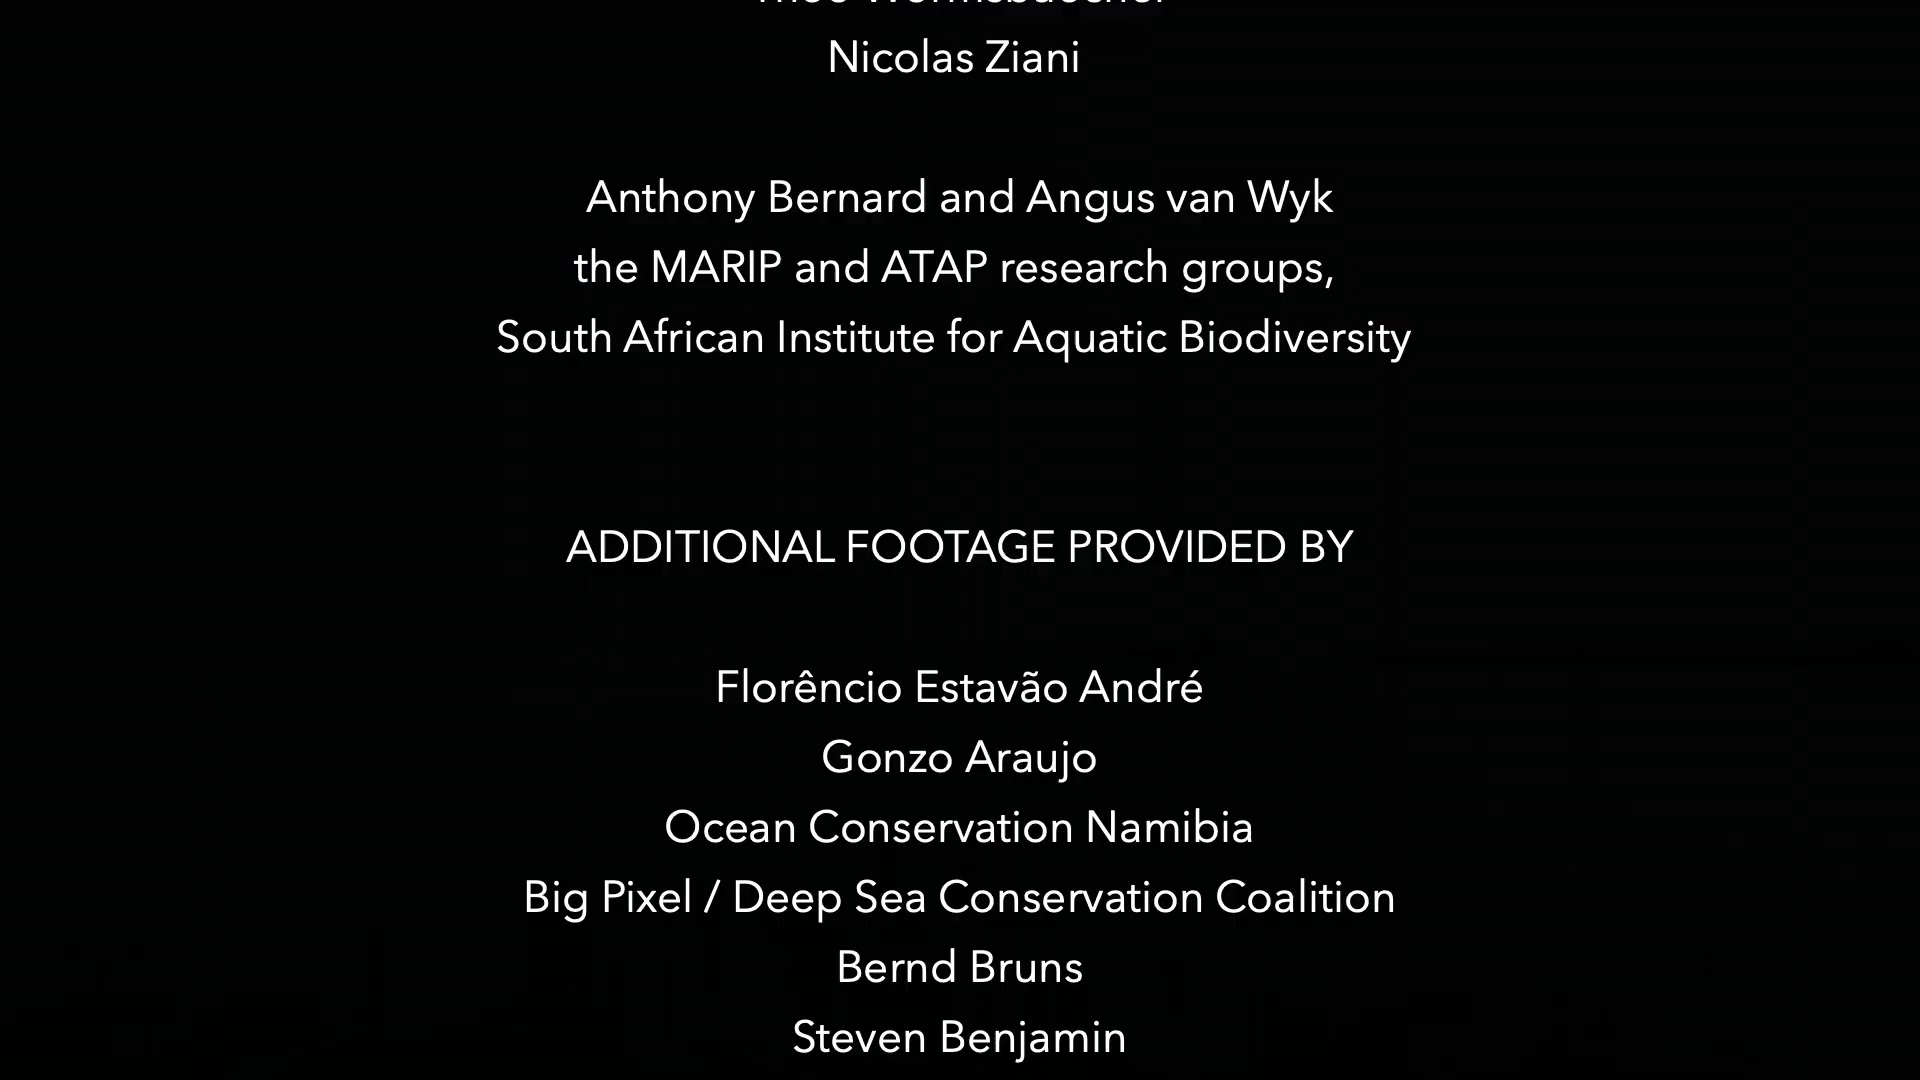 Nicolas Ziani
Anthony Bernard and Angus van Wyk
the MARIP and ATAP research groups,
South African Institute for Aquatic Biodiversity
ADDITIONAL FOOTAGE PROVIDED BY
Florêncio Estavão André
Gonzo Araujo
Ocean Conservation Namibia
Big Pixel / Deep Sea Conservation Coalition
Bernd Bruns
Steven Benjamin